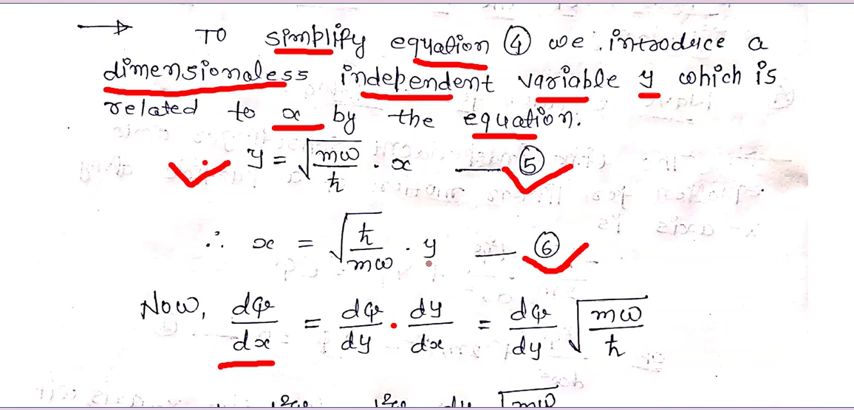 → To simplify equation ④ we introduce a
dimensionaless independent variable y which is
related to x by the equation.
y = √(mω/ħ) · x — ⑤
∴ x = √(ħ/mω) · y — ⑥
Now, dψ/dx = dψ/dy · dy/dx = dψ/dy √(mω/ħ)